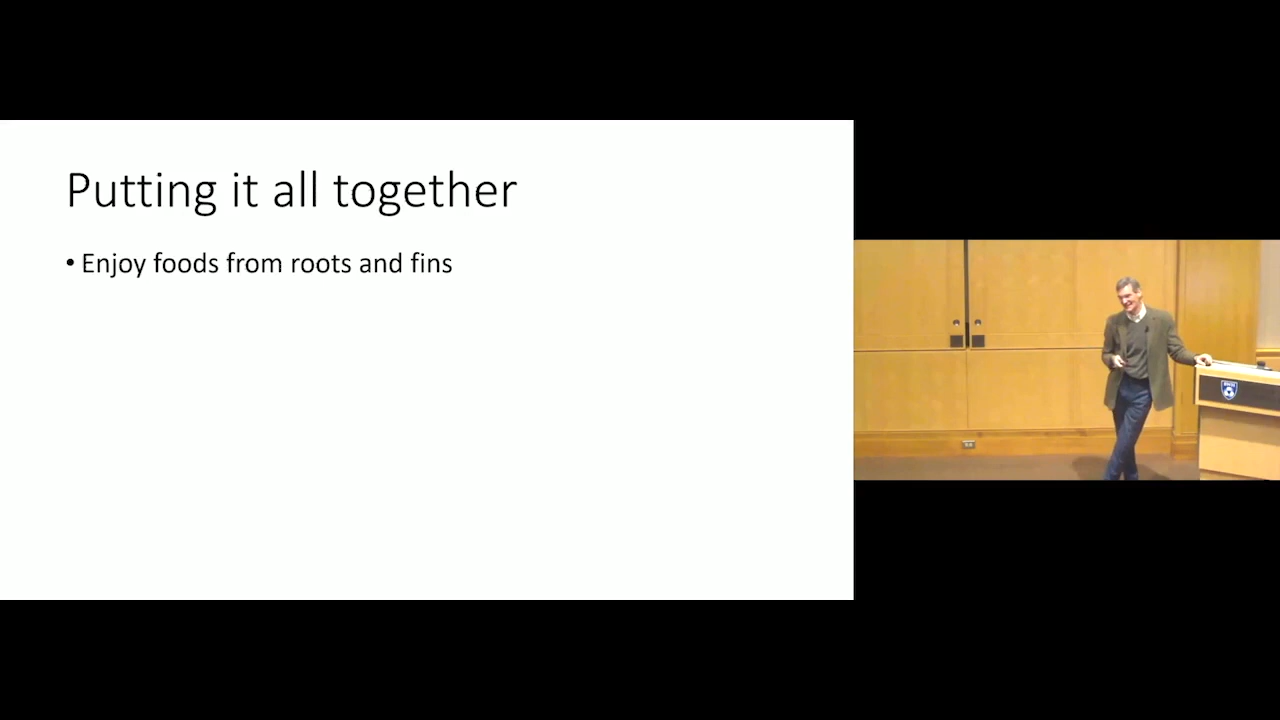 Putting it all together
• Enjoy foods from roots and fins